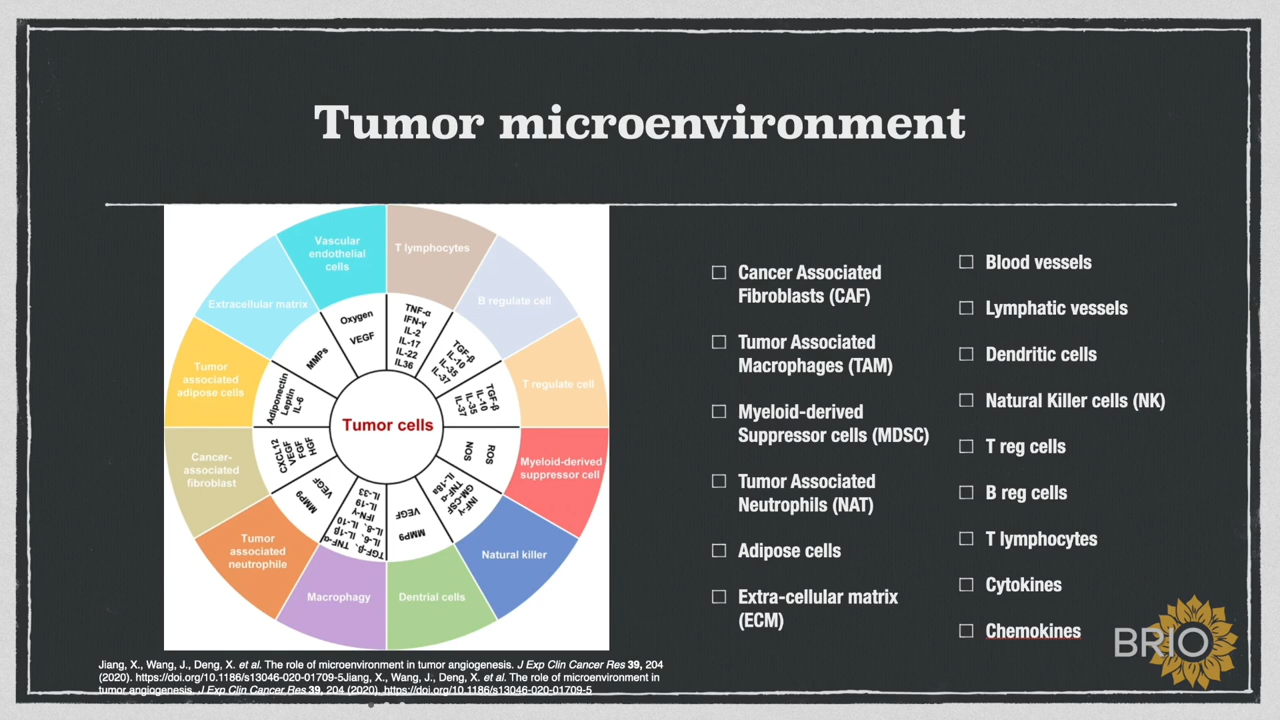 Tumor microenvironment
Vascular
endothelial
cells
T lymphocytes
B regulate cell
T regulate cell
Myeloid-derived
suppressor cell
Natural killer
Dentrial cells
Macrophagy
Tumor
associated
neutrophile
Cancer-
associated
fibroblast
Tumor
associated
adipose cells
Extracellular matrix
Oxygen
VEGF
TNF-α
IFN-γ
IL-2
IL-17
IL-22
IL36
TGF-β
IL-10
IL-35
IL-37
TGF-β
IL-10
IL-35
IL-37
ROS
NOS
INF-γ
GM-CSF
TNF-α
IL-18a
MMP9
VEGF
TGF-β、
TNF-α
IL-6、IL-1β
IL-8、IL-10
IFN-γ
IL-19
IL-33
VEGF
MMP9
HGF
FGF
VEGF
CXCL12
Adiponectin
Leptin
IL-6
MMPs
Tumor cells
Cancer Associated
Fibroblasts (CAF)
Tumor Associated
Macrophages (TAM)
Myeloid-derived
Suppressor cells (MDSC)
Tumor Associated
Neutrophils (NAT)
Adipose cells
Extra-cellular matrix
(ECM)
Blood vessels
Lymphatic vessels
Dendritic cells
Natural Killer cells (NK)
T reg cells
B reg cells
T lymphocytes
Cytokines
Chemokines
BRIO
Jiang, X., Wang, J., Deng, X. et al. The role of microenvironment in tumor angiogenesis. J Exp Clin Cancer Res 39, 204
(2020). https://doi.org/10.1186/s13046-020-01709-5Jiang, X., Wang, J., Deng, X. et al. The role of microenvironment in
tumor angiogenesis. J Exp Clin Cancer Res 39, 204 (2020). https://doi.org/10.1186/s13046-020-01709-5